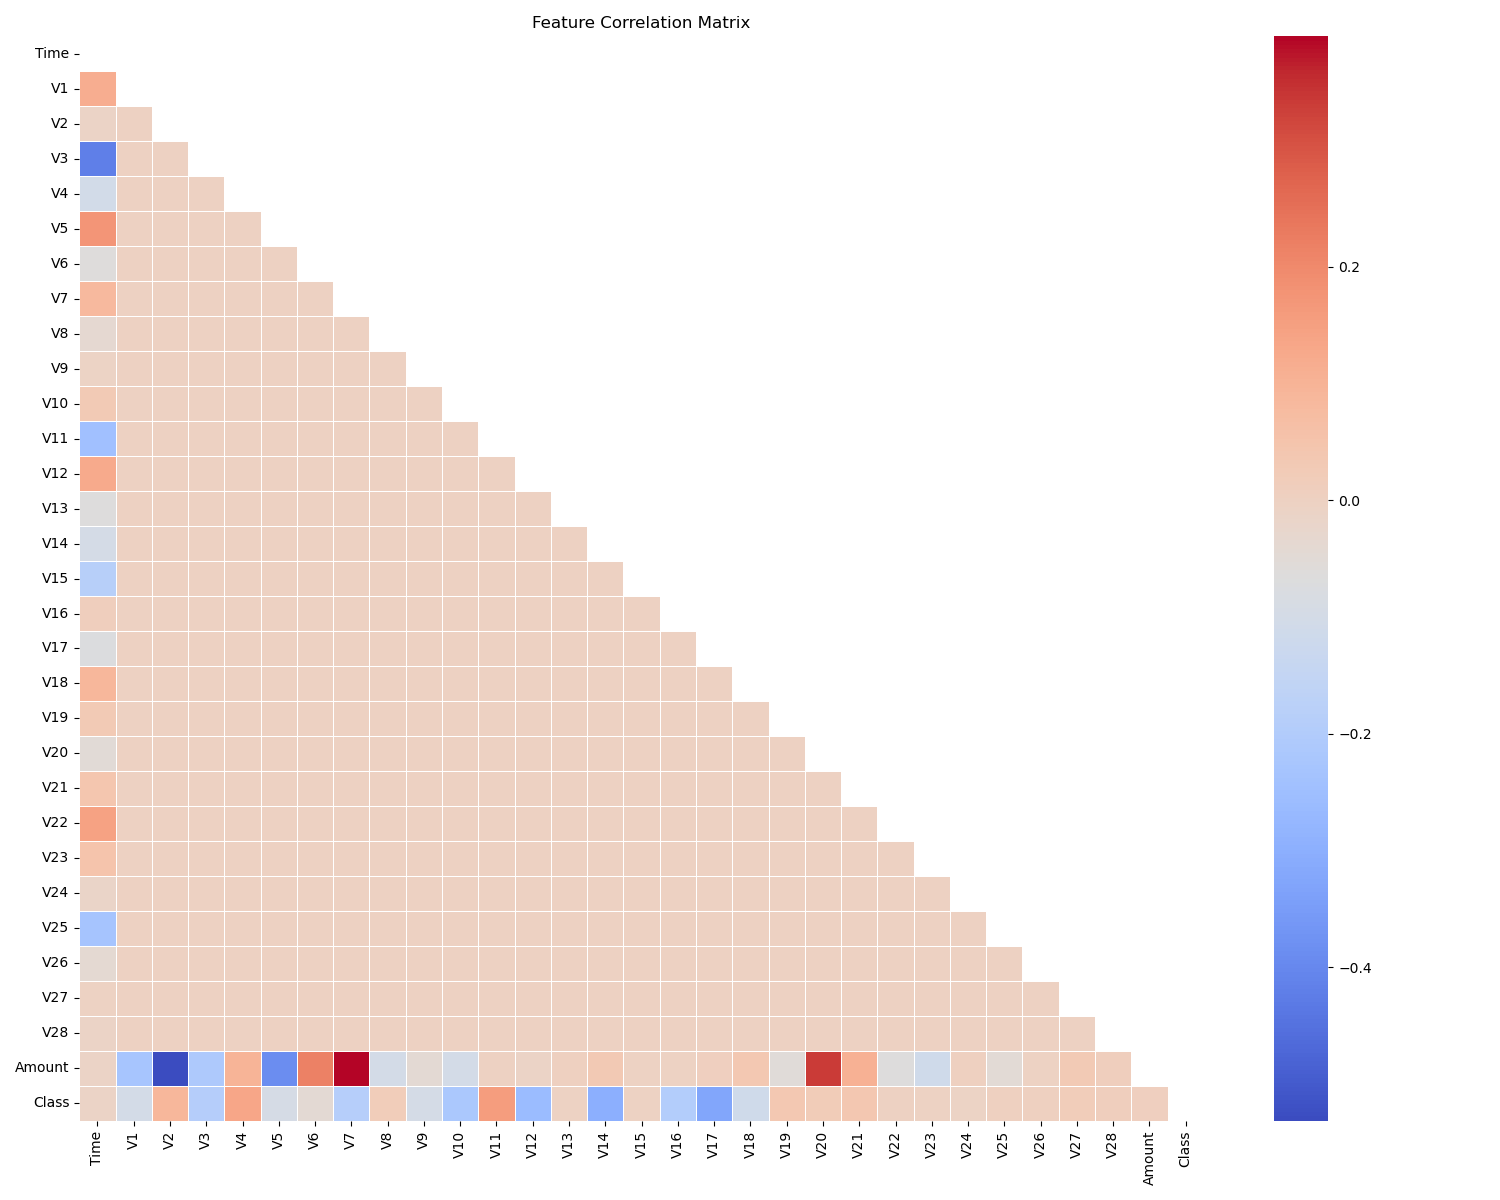 Feature Correlation Matrix
Time
V1
V2
V3
V4
V5
V6
V7
V8
V9
V10
V11
V12
V13
V14
V15
V16
V17
V18
V19
V20
V21
V22
V23
V24
V25
V26
V27
V28
Amount
Class
Time V1 V2 V3 V4 V5 V6 V7 V8 V9 V10 V11 V12 V13 V14 V15 V16 V17 V18 V19 V20 V21 V22 V23 V24 V25 V26 V27 V28 Amount Class
0.2
0.0
−0.2
−0.4